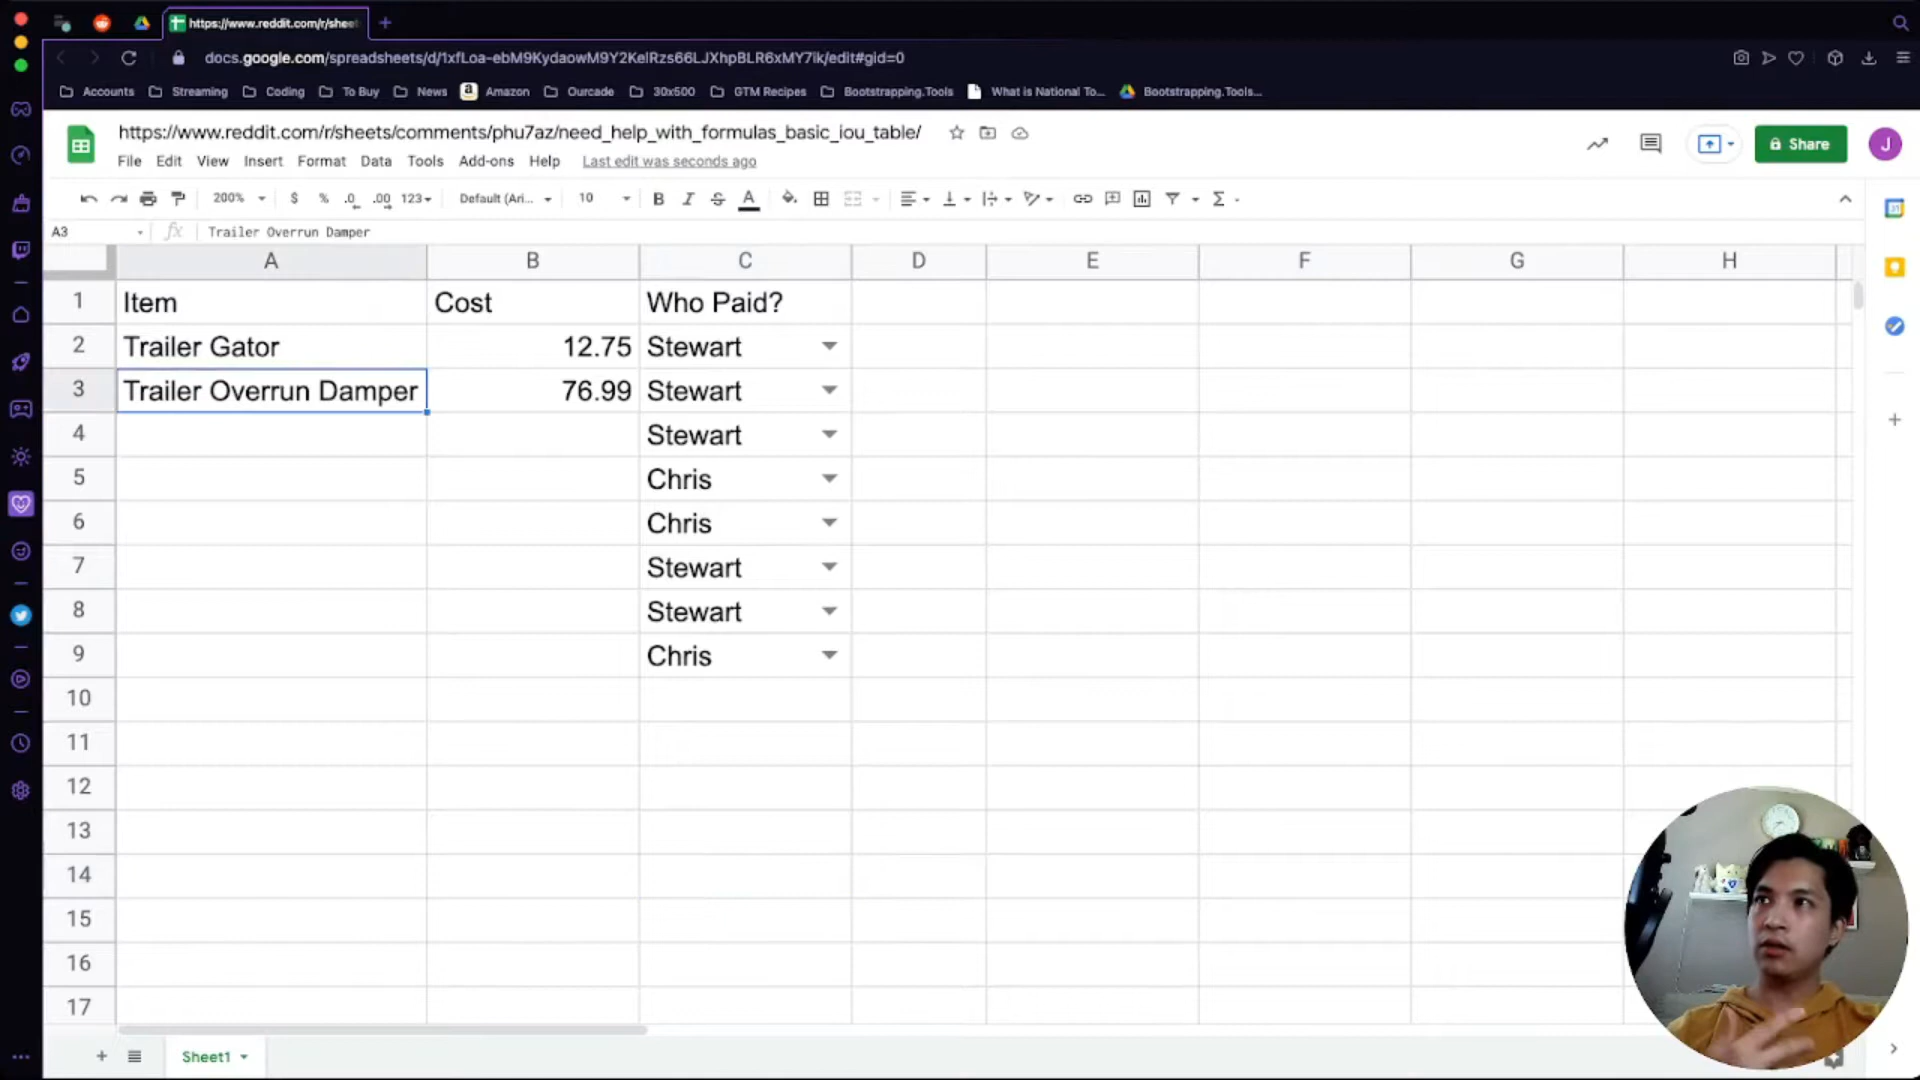 https://www.reddit.com/r/shee
docs.google.com/spreadsheets/d/1xfLoa-ebM9KydaowM9Y2KelRzs66LJXhpBLR6xMY7ik/edit#gid=0
Accounts Streaming Coding To Buy News Amazon Ourcade 30x500 GTM Recipes Bootstrapping.Tools What is National To... Bootstrapping.Tools...
https://www.reddit.com/r/sheets/comments/phu7az/need_help_with_formulas_basic_iou_table/
Share
J
File Edit View Insert Format Data Tools Add-ons Help Last edit was seconds ago
200% $ % .0 .00 123 Default (Ari... 10 B I S A Σ
A3 fx Trailer Overrun Damper
A B C D E F G H
1 Item Cost Who Paid?
2 Trailer Gator 12.75 Stewart
3 Trailer Overrun Damper 76.99 Stewart
4 Stewart
5 Chris
6 Chris
7 Stewart
8 Stewart
9 Chris
10
11
12
13
14
15
16
17
Sheet1